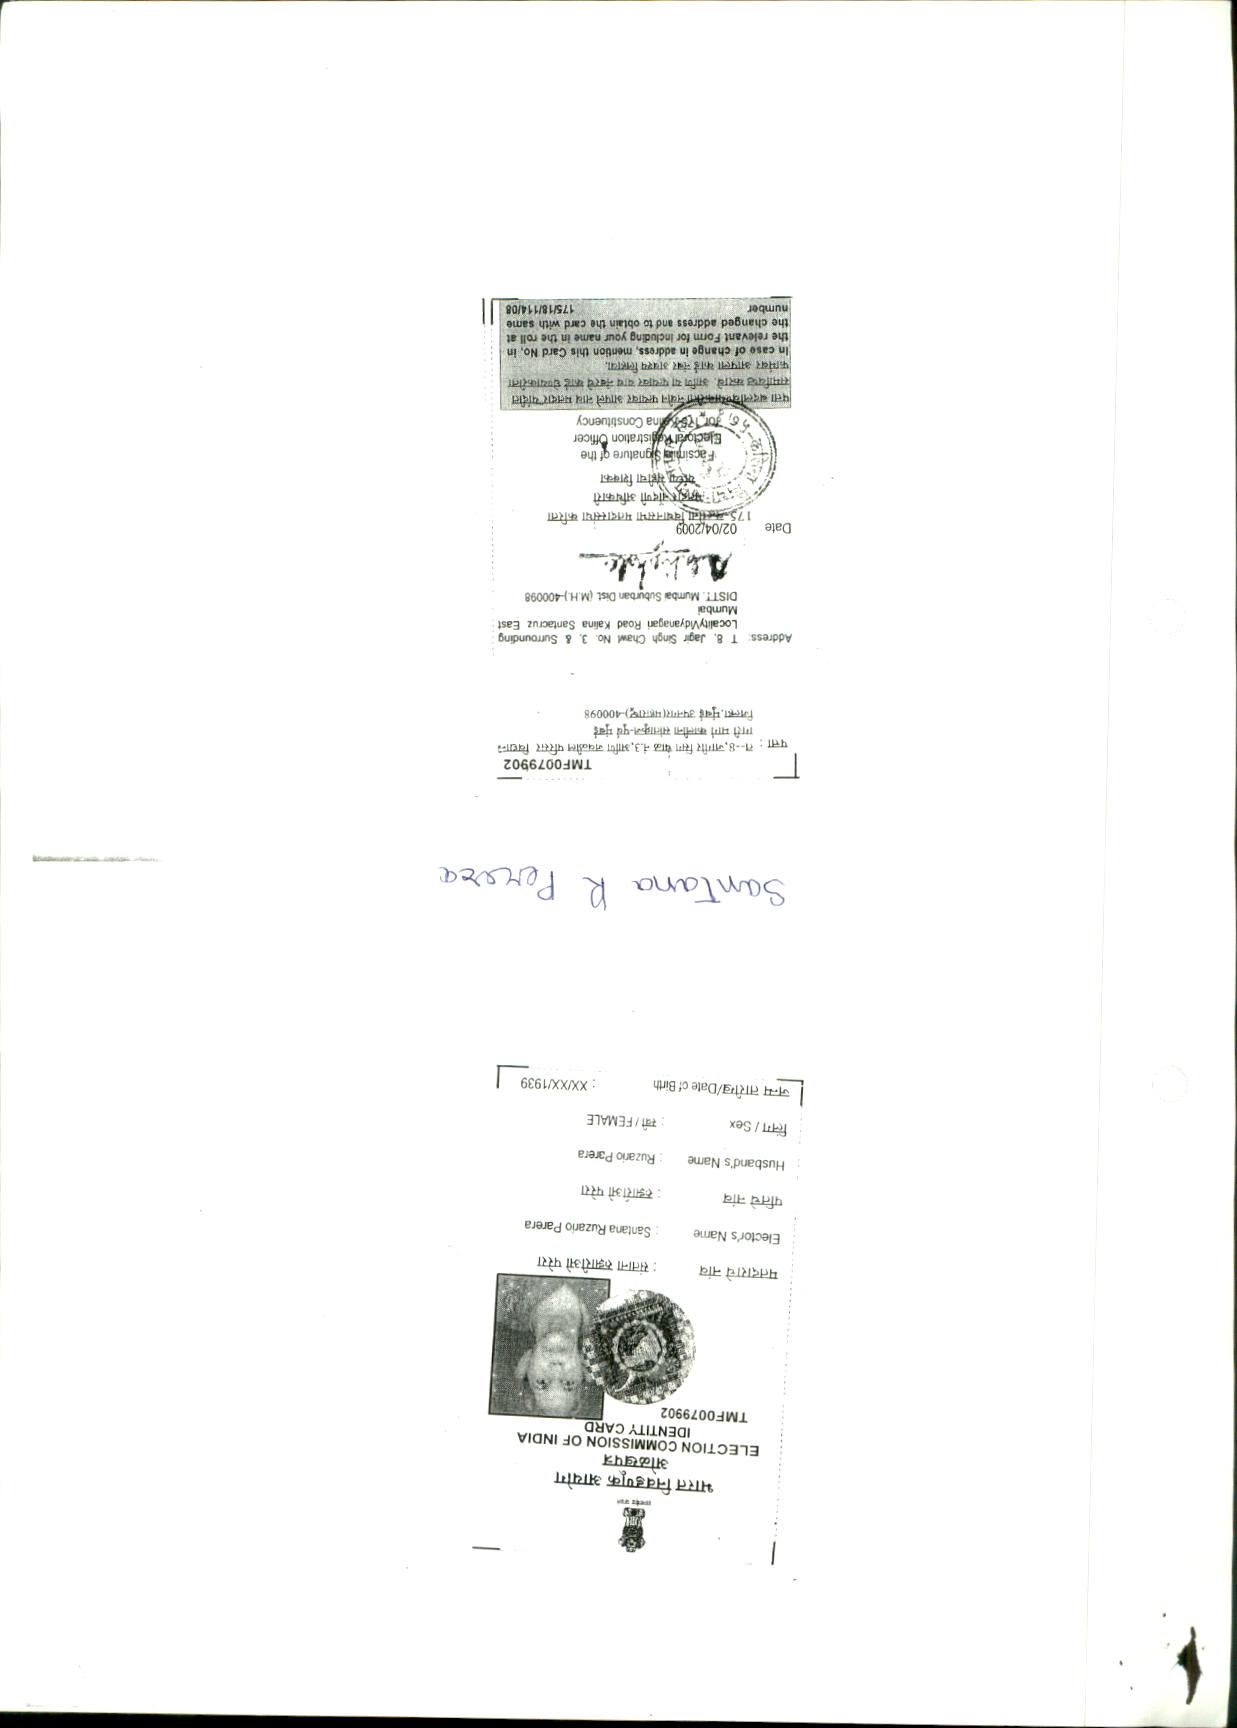 भारत निवडणूक आयोग
ओळखपत्र
ELECTION COMMISSION OF INDIA
IDENTITY CARD
TMF0079902
मतदाराचे नांव : संताना रुझारीओ परेरा
Elector's Name : Santana Ruzario Parera
पतिचे नांव : रुझारीओ परेरा
Husband's Name : Ruzario Parera
लिंग / Sex : स्त्री / FEMALE
जन्म तारीख/Date of Birth : XX/XX/1939
Santana R Perera
TMF0079902
पत्ता : त--8,जागीर सिंग चाळ नं.3,आणि जवळील परिसर विद्यान
गरी मार्ग कालीना सांताक्रुज-पुर्व मुंबई
जिल्हा.मुंबई उपनगर(महाराष्ट्र)-400098
Address: T 8, Jagir Singh Chawl No. 3, & Surrounding
LocalityVidyanagari Road Kalina Santacruz East
Mumbai
DISTT. Mumbai Suburban Dist. (M.H.)-400098
Date 02/04/2009
175-कलीना विधानसभा मतदारसंघा करिता
मतदार नोंदणी अधिकारी
यांच्या सहीचा शिक्का
Facsimile Signature of the
Electoral Registration Officer
for 175-Kalina Constituency
पत्ता बदलविण्याकरीता नवीन पत्यावर आपले नाव मतदार यादीत
समाविष्ठ करावे. आणि या पत्यावर याच नंबरचे कार्ड घेण्याकरीता
फार्मवर आपला कार्ड नंबर अवश्य लिहावा.
In case of change in address, mention this Card No, in
the relevant Form for including your name in the roll at
the changed address and to obtain the card with same
number 175/18/114/08